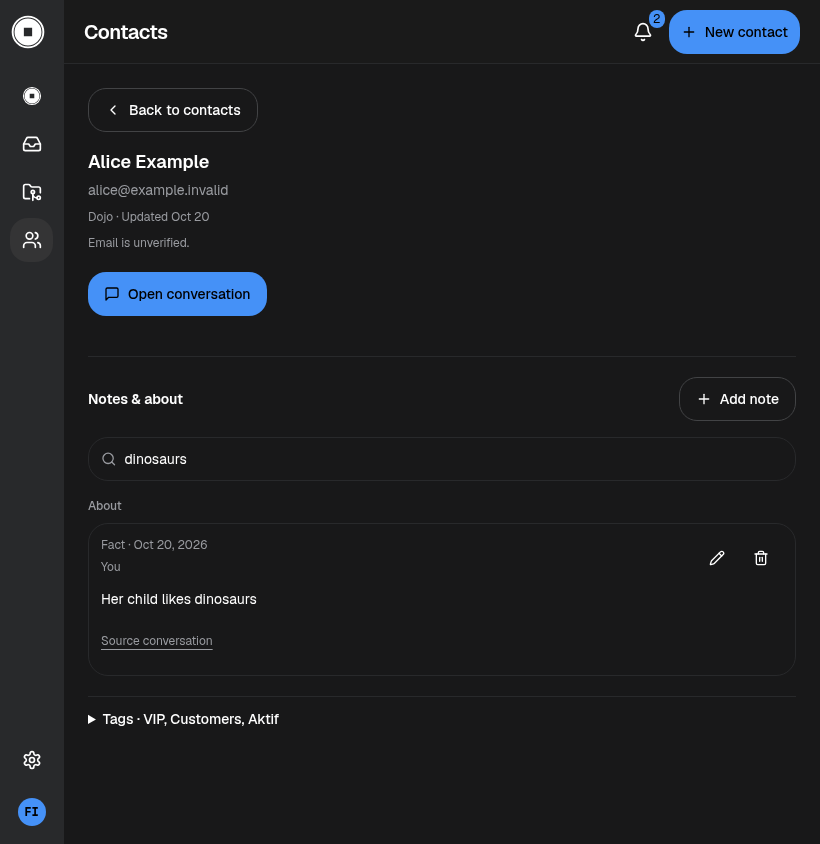 Contacts
2
New contact
Back to contacts
Alice Example
alice@example.invalid
Dojo · Updated Oct 20
Email is unverified.
Open conversation
Notes & about
Add note
dinosaurs
About
Fact · Oct 20, 2026
You
Her child likes dinosaurs
Source conversation
Tags · VIP, Customers, Aktif
FI